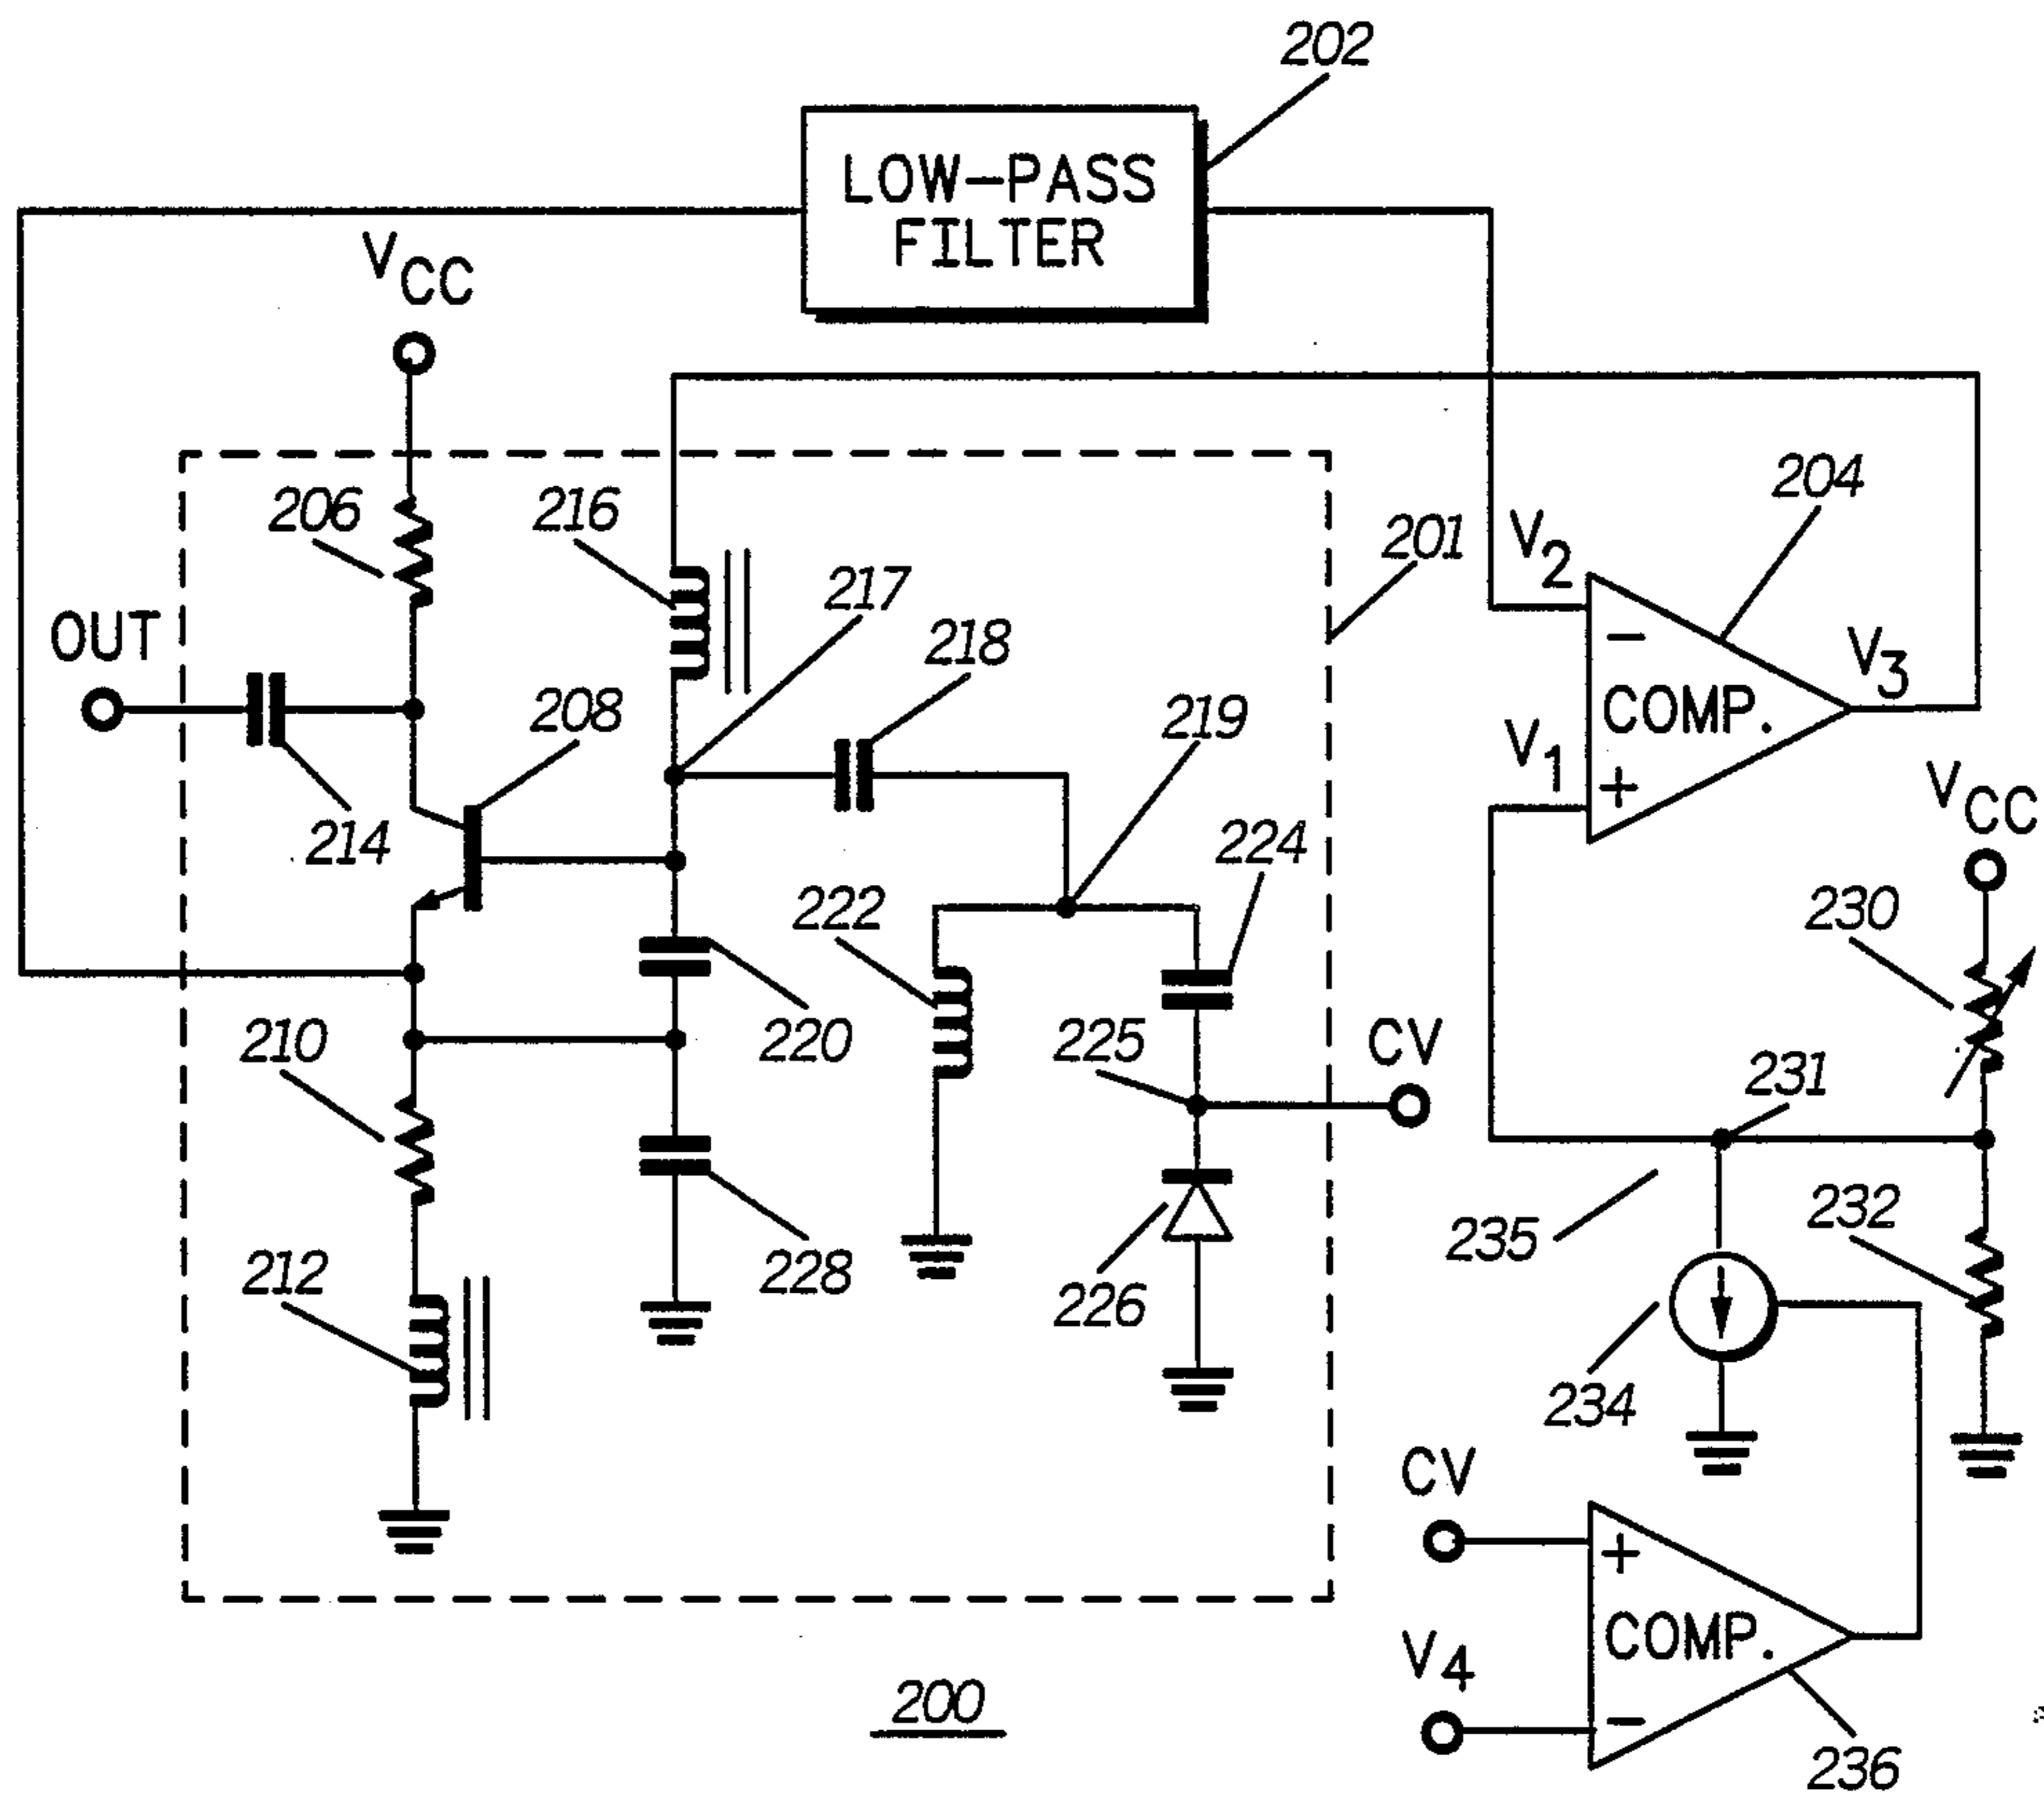 202
LOW-PASS
FILTER
VCC
204
206
216
201
V2
217
OUT
218
V3
208
219
V1
COMP.
VCC
214
224
222
230
210
220
225
CV
231
212
228
235
232
226
234
CV
COMP.
V4
200
236